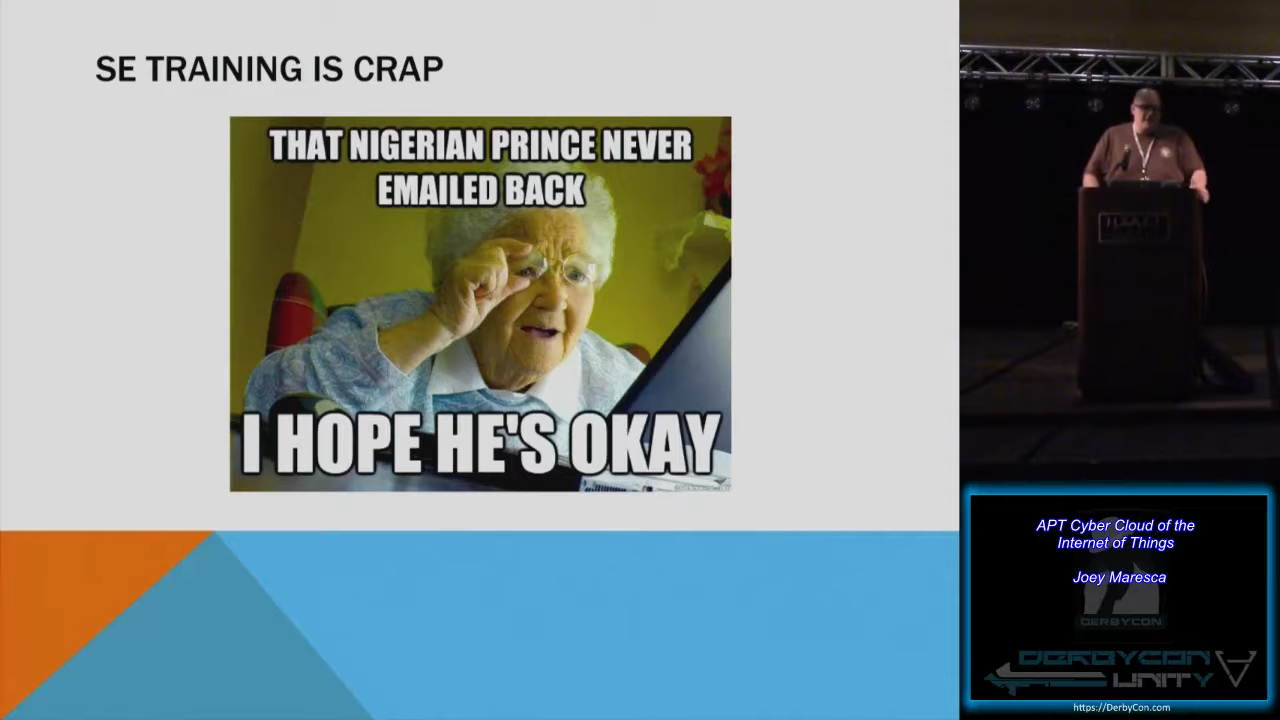 SE TRAINING IS CRAP
THAT NIGERIAN PRINCE NEVER
EMAILED BACK
I HOPE HE'S OKAY
APT Cyber Cloud of the
Internet of Things
Joey Maresca
DERBYCON
DERBYCON
UNITY
https://DerbyCon.com